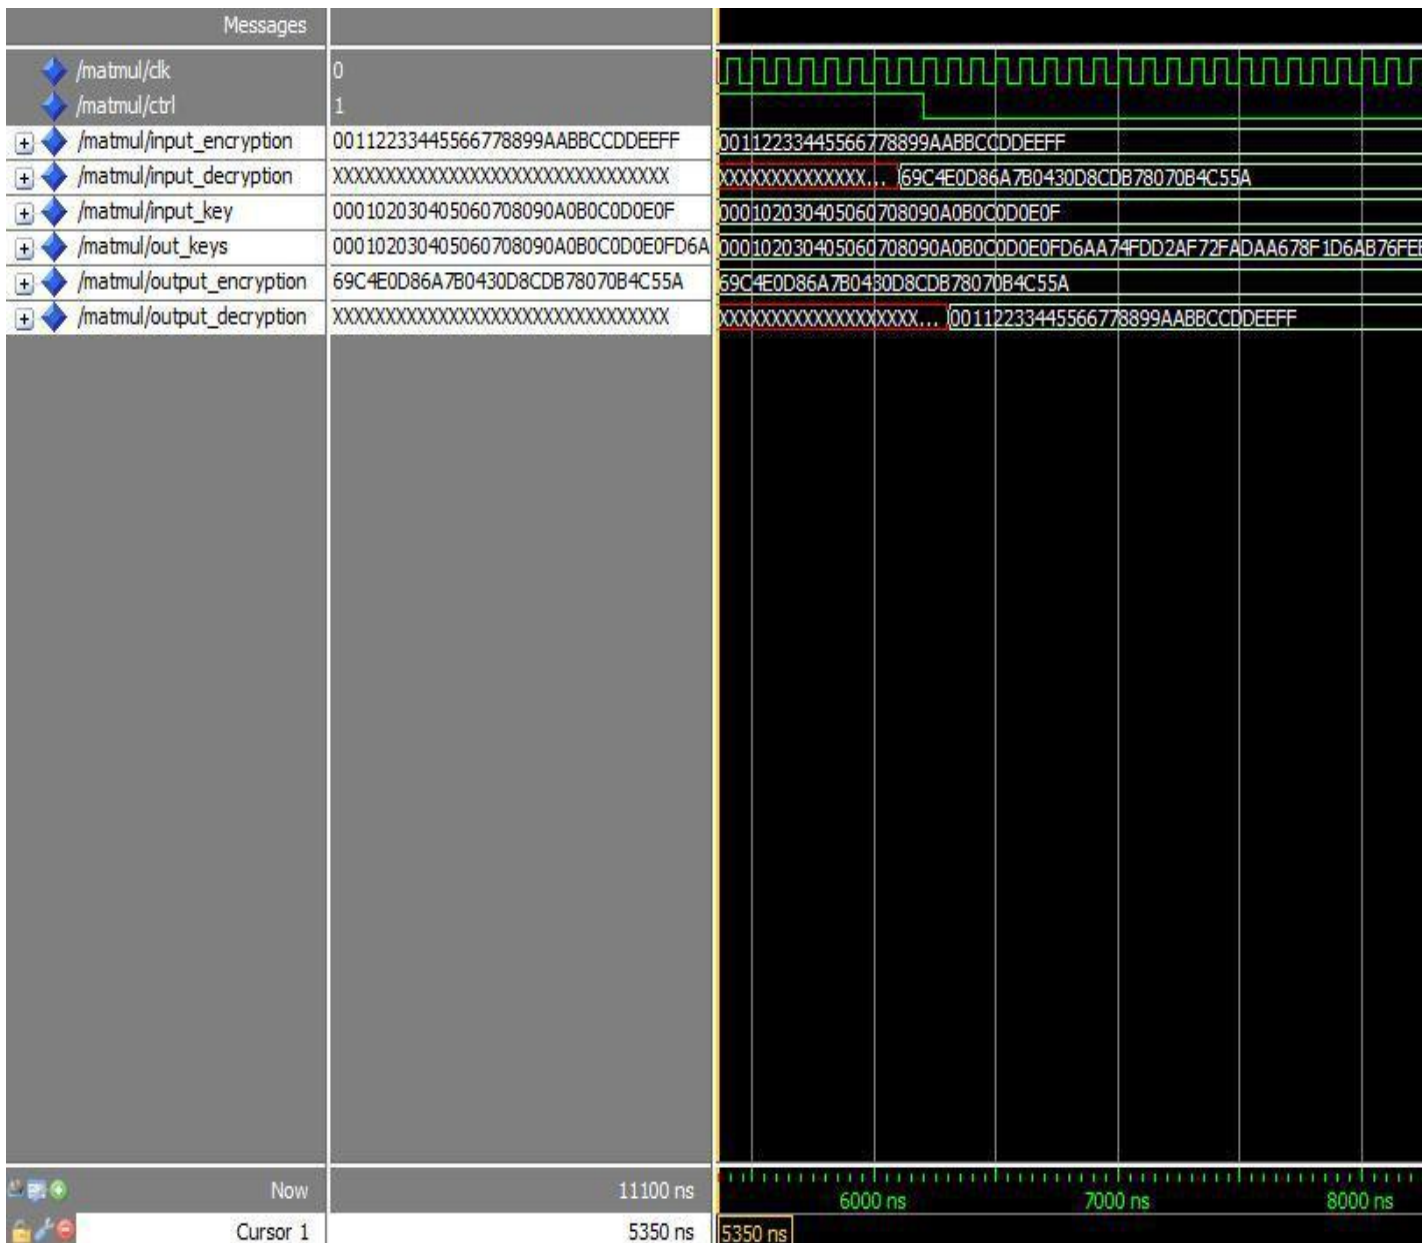 Messages
/matmul/clk 0
/matmul/ctrl 1
/matmul/input_encryption 00112233445566778899AABBCCDDEEFF 00112233445566778899AABBCCDDEEFF
/matmul/input_decryption XXXXXXXXXXXXXXXXXXXXXXXXXXXXXXXX XXXXXXXXXXXXXX... 69C4E0D86A7B0430D8CDB78070B4C55A
/matmul/input_key 000102030405060708090A0B0C0D0E0F 000102030405060708090A0B0C0D0E0F
/matmul/out_keys 000102030405060708090A0B0C0D0E0FD6A 000102030405060708090A0B0C0D0E0FD6AA74FDD2AF72FADAA678F1D6AB76FEE
/matmul/output_encryption 69C4E0D86A7B0430D8CDB78070B4C55A 69C4E0D86A7B0430D8CDB78070B4C55A
/matmul/output_decryption XXXXXXXXXXXXXXXXXXXXXXXXXXXXXXXX XXXXXXXXXXXXXXXXXXX... 00112233445566778899AABBCCDDEEFF
Now 11100 ns 6000 ns 7000 ns 8000 ns
Cursor 1 5350 ns 5350 ns